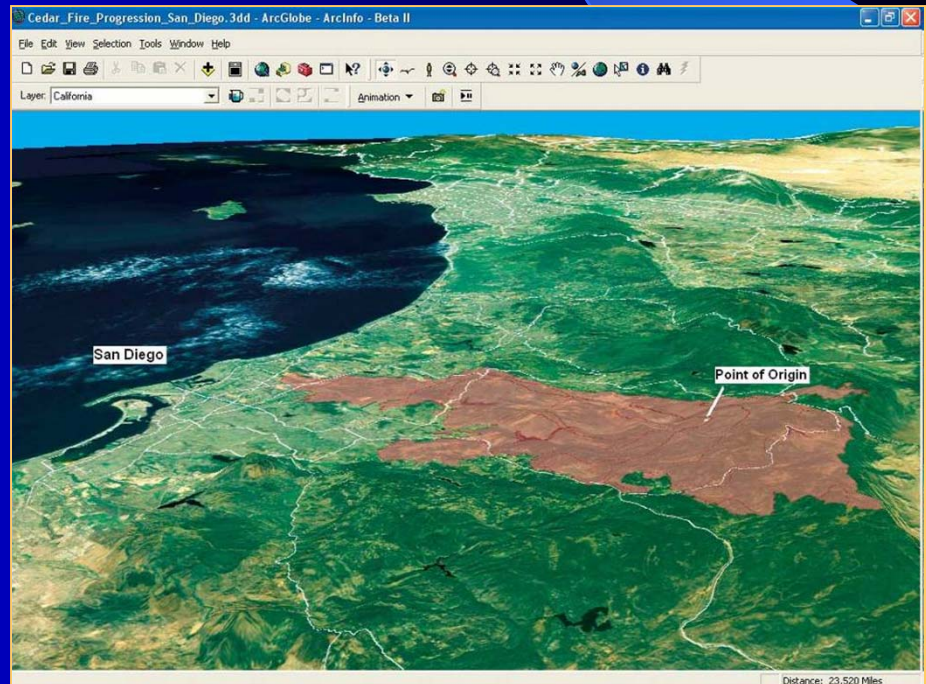 Cedar_Fire_Progression_San_Diego.3dd - ArcGlobe - ArcInfo - Beta II
File Edit View Selection Tools Window Help
Layer: California
Animation
San Diego
Point of Origin
Distance: 23.520 Miles